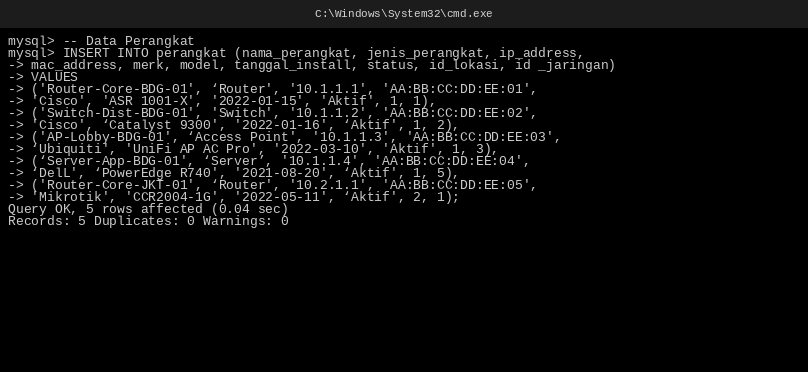 C:\Windows\System32\cmd.exe
mysql> -- Data Perangkat
mysql> INSERT INTO perangkat (nama_perangkat, jenis_perangkat, ip_address,
-> mac_address, merk, model, tanggal_install, status, id_lokasi, id _jaringan)
-> VALUES
-> ('Router-Core-BDG-01', ‘Router', '10.1.1.1', 'AA:BB:CC:DD:EE:01',
-> 'Cisco', 'ASR 1001-X', '2022-01-15', 'Aktif', 1, 1),
-> ('Switch-Dist-BDG-01', 'Switch', '10.1.1.2', 'AA:BB:CC:DD:EE:02',
-> 'Cisco', ‘Catalyst 9300', '2022-01-16', ‘Aktif', 1, 2),
-> ('AP-Lobby-BDG-01', ‘Access Point', '10.1.1.3', 'AA:BB:CC:DD:EE:03',
-> ‘Ubiquiti', 'UniFi AP AC Pro', '2022-03-10', 'Aktif', 1, 3),
-> (‘Server-App-BDG-01', ‘Server‘, '10.1.1.4', 'AA:BB:CC:DD:EE:04',
-> ‘DelL', ‘PowerEdge R740', '2021-08-20', ‘Aktif', 1, 5),
-> ('Router-Core-JKT-01', ‘Router', '10.2.1.1', 'AA:BB:CC:DD:EE:05',
-> 'Mikrotik', 'CCR2004-1G', '2022-05-11', ‘Aktif', 2, 1);
Query OK, 5 rows affected (0.04 sec)
Records: 5 Duplicates: 0 Warnings: 0